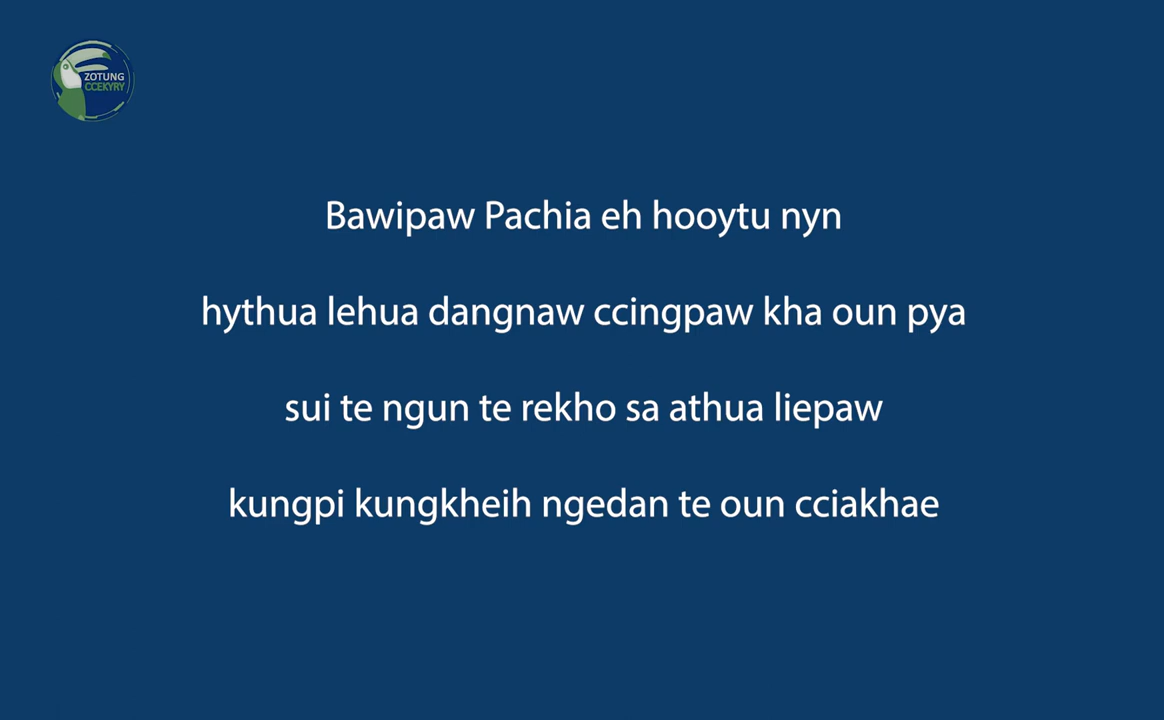 ZOTUNG
CCEKYRY
Bawipaw Pachia eh hooytu nyn
hythua lehua dangnaw ccingpaw kha oun pya
sui te ngun te rekho sa athua liepaw
kungpi kungkheih ngedan te oun cciakhae